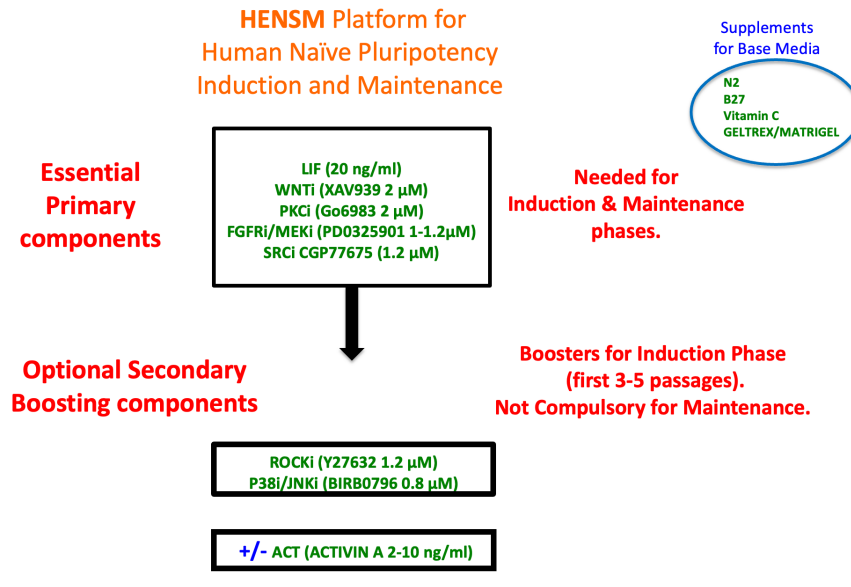 HENSM Platform for
Human Naïve Pluripotency
Induction and Maintenance
Supplements
for Base Media
N2
B27
Vitamin C
GELTREX/MATRIGEL
Essential
Primary
components
LIF (20 ng/ml)
WNTi (XAV939 2 µM)
PKCi (Go6983 2 µM)
FGFRi/MEKi (PD0325901 1-1.2µM)
SRCi CGP77675 (1.2 µM)
Needed for
Induction & Maintenance
phases.
Optional Secondary
Boosting components
Boosters for Induction Phase
(first 3-5 passages).
Not Compulsory for Maintenance.
ROCKi (Y27632 1.2 µM)
P38i/JNKi (BIRB0796 0.8 µM)
+/- ACT (ACTIVIN A 2-10 ng/ml)